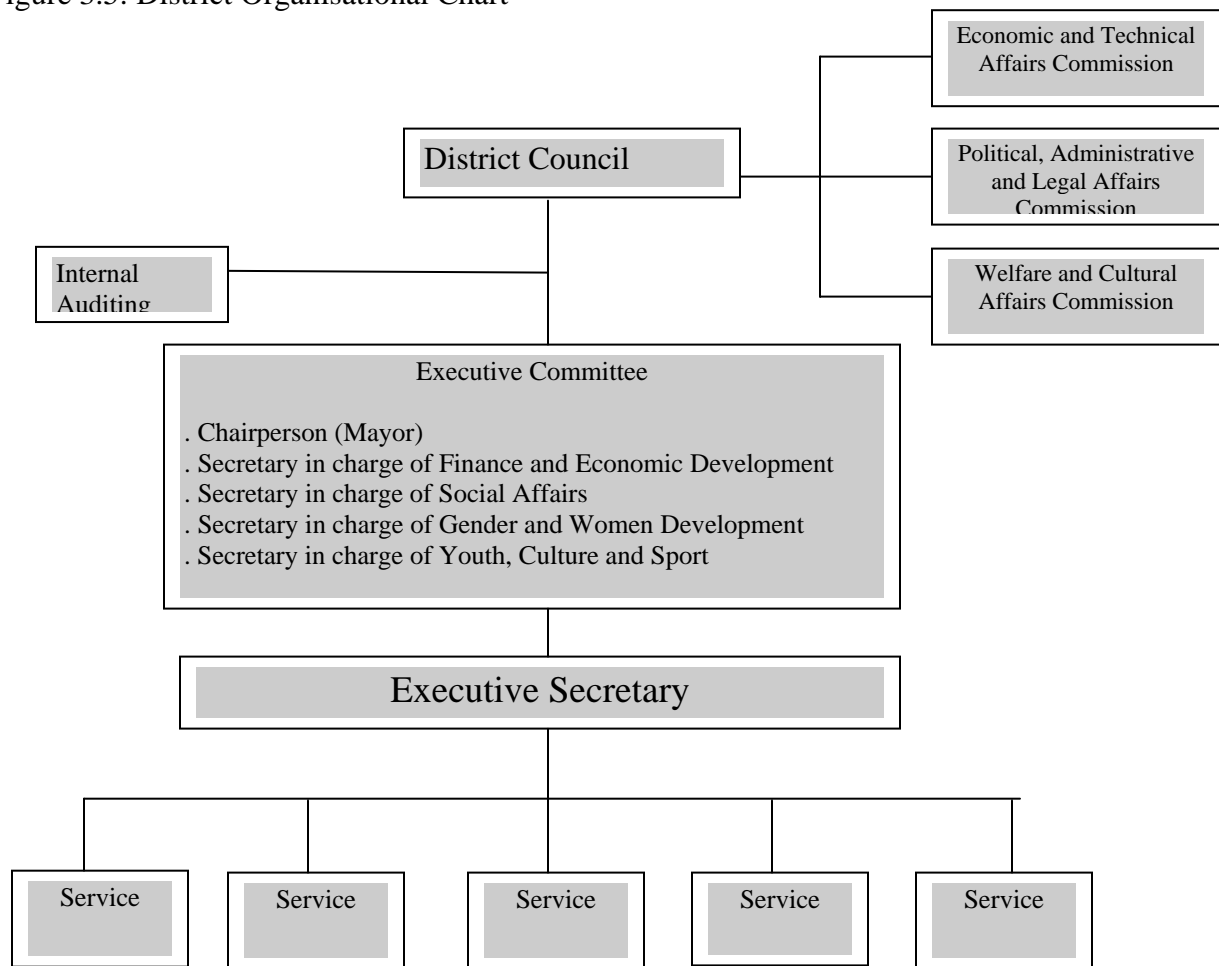 igure 3.3: District Organisational Chart
Economic and Technical
Affairs Commission
District Council
Political, Administrative
and Legal Affairs
Commission
Internal
Auditing
Welfare and Cultural
Affairs Commission
Executive Committee
. Chairperson (Mayor)
. Secretary in charge of Finance and Economic Development
. Secretary in charge of Social Affairs
. Secretary in charge of Gender and Women Development
. Secretary in charge of Youth, Culture and Sport
Executive Secretary
Service
Service
Service
Service
Service